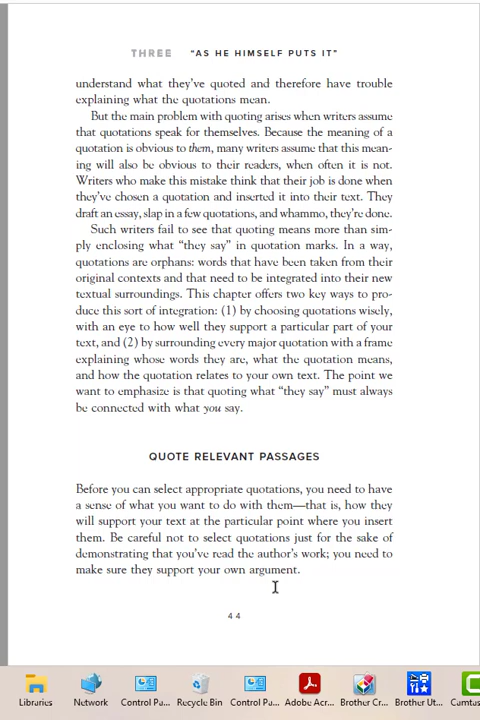 THREE "AS HE HIMSELF PUTS IT"
understand what they've quoted and therefore have trouble
explaining what the quotations mean.
But the main problem with quoting arises when writers assume
that quotations speak for themselves. Because the meaning of a
quotation is obvious to them, many writers assume that this mean-
ing will also be obvious to their readers, when often it is not.
Writers who make this mistake think that their job is done when
they've chosen a quotation and inserted it into their text. They
draft an essay, slap in a few quotations, and whammo, they're done.
Such writers fail to see that quoting means more than sim-
ply enclosing what “they say” in quotation marks. In a way,
quotations are orphans: words that have been taken from their
original contexts and that need to be integrated into their new
textual surroundings. This chapter offers two key ways to pro-
duce this sort of integration: (1) by choosing quotations wisely,
with an eye to how well they support a particular part of your
text, and (2) by surrounding every major quotation with a frame
explaining whose words they are, what the quotation means,
and how the quotation relates to your own text. The point we
want to emphasize is that quoting what “they say” must always
be connected with what you say.
QUOTE RELEVANT PASSAGES
Before you can select appropriate quotations, you need to have
a sense of what you want to do with them—that is, how they
will support your text at the particular point where you insert
them. Be careful not to select quotations just for the sake of
demonstrating that you've read the author's work; you need to
make sure they support your own argument.
44
Libraries Network Control Pa... Recycle Bin Control Pa... Adobe Acr... Brother Cr... Brother Ut... Camtas